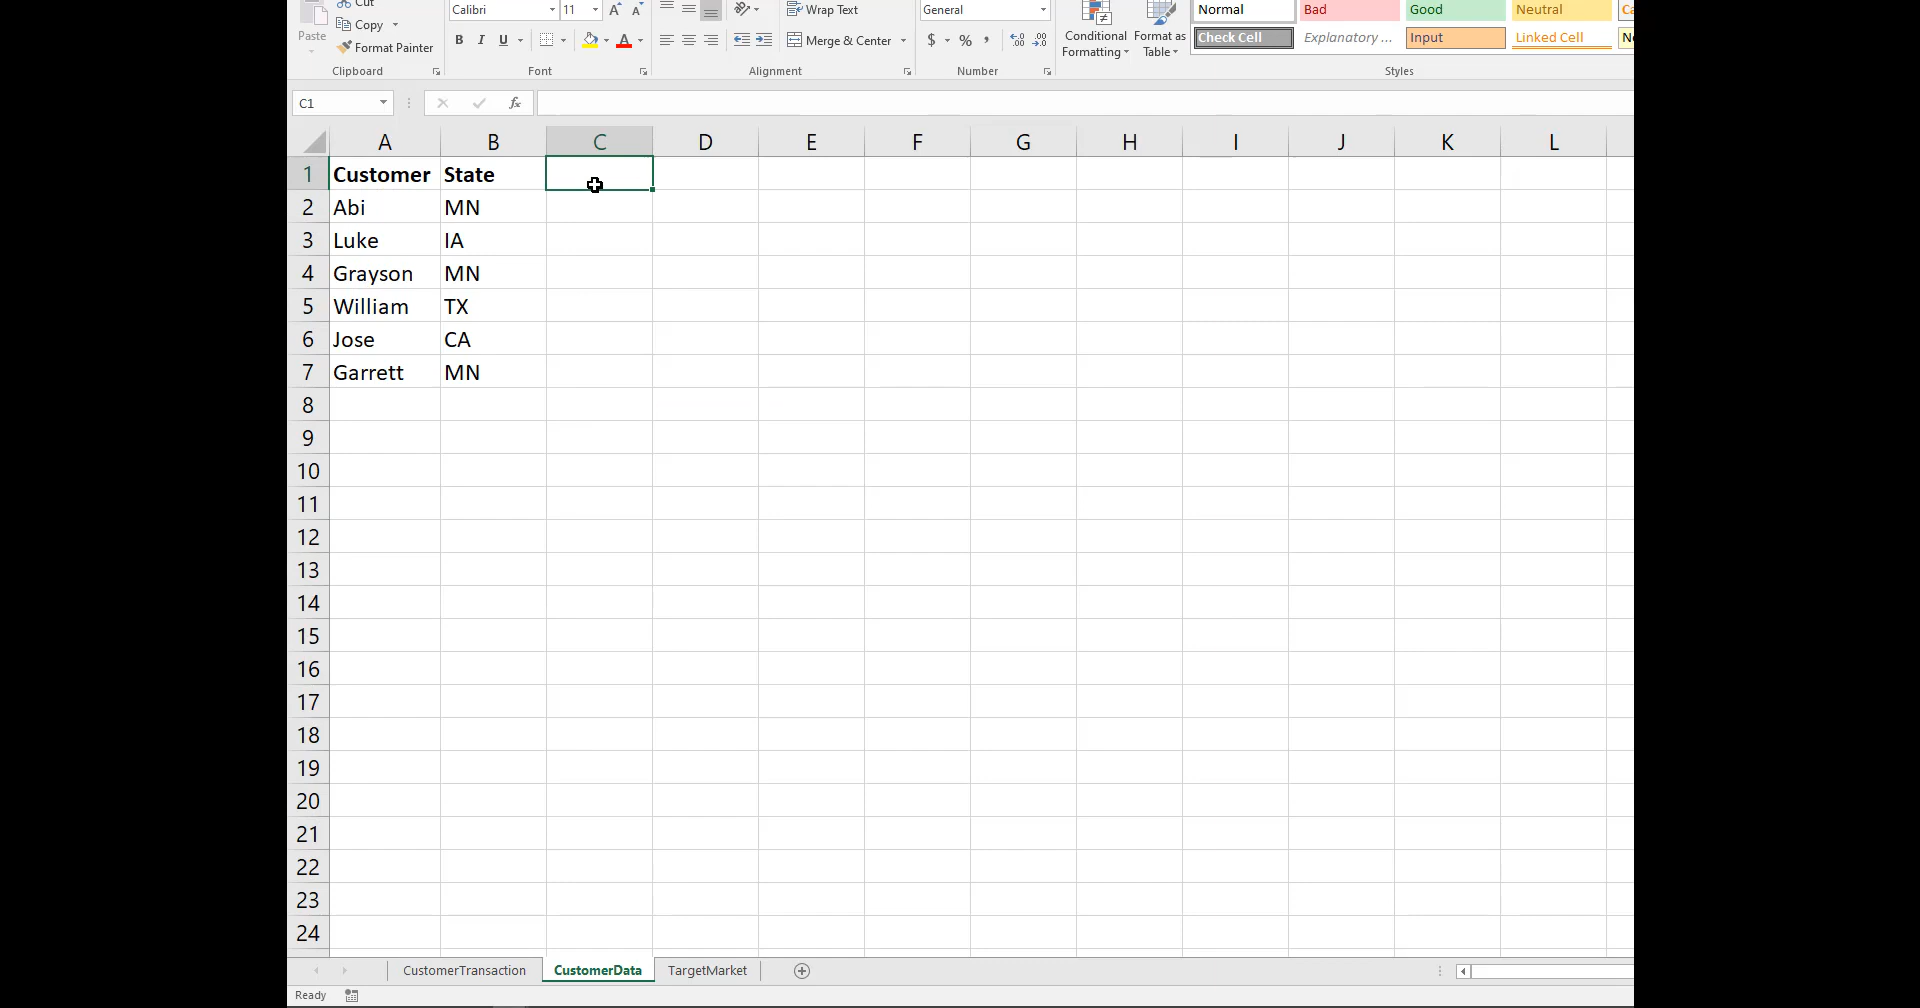 Cut
Calibri 11 Wrap Text General Normal Bad Good Neutral
Paste Copy
Format Painter B I U A Merge & Center $ % , Conditional Formatting Format as Table Check Cell Explanatory ... Input Linked Cell
Clipboard Font Alignment Number Styles
C1 fx
A B C D E F G H I J K L
1 Customer State
2 Abi MN
3 Luke IA
4 Grayson MN
5 William TX
6 Jose CA
7 Garrett MN
8
9
10
11
12
13
14
15
16
17
18
19
20
21
22
23
24
CustomerTransaction CustomerData TargetMarket
Ready